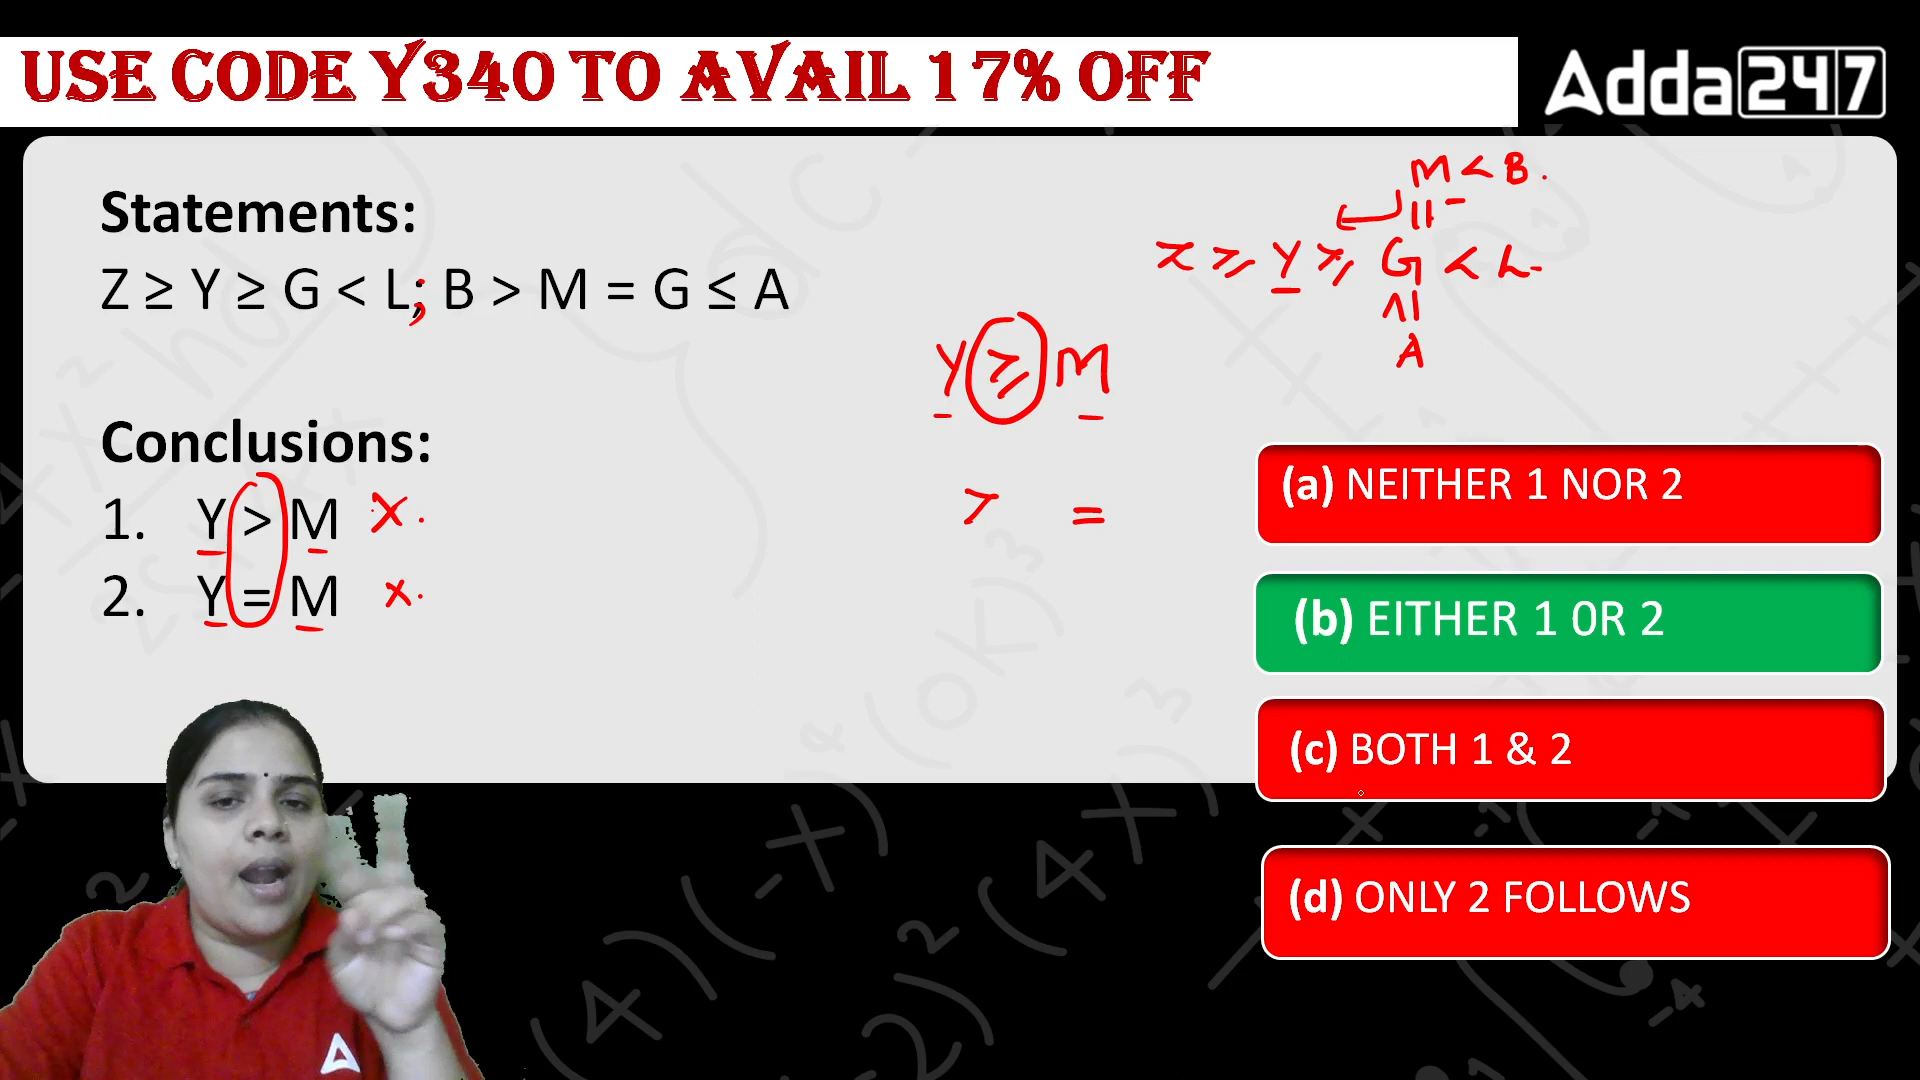 USE CODE Y340 TO AVAIL 17% OFF
Adda247
Statements:
Z ≥ Y ≥ G < L; B > M = G ≤ A
M < B.
||
Z ≥ Y ≥ G < L
Λ|
A
Y ≥ M
Conclusions:
1. Y > M ×
2. Y = M ×
> =
(a) NEITHER 1 NOR 2
(b) EITHER 1 0R 2
(c) BOTH 1 & 2
(d) ONLY 2 FOLLOWS